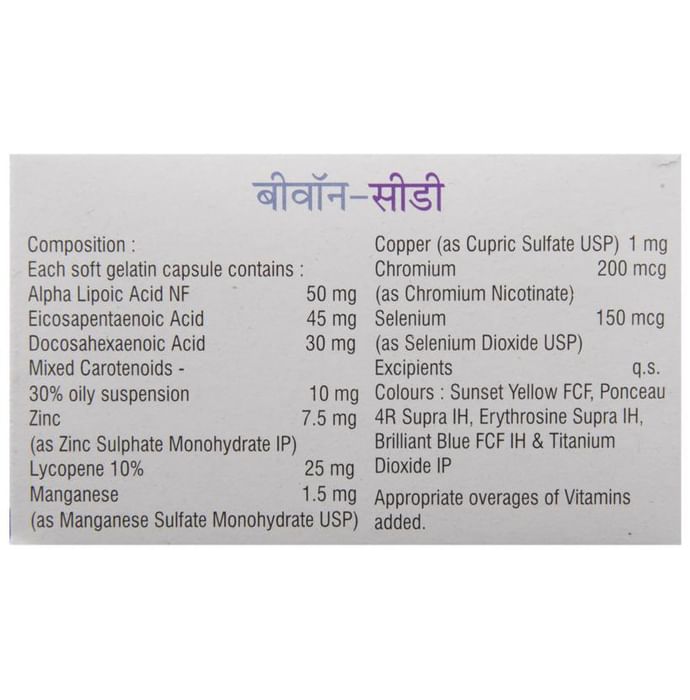 बीवॉन-सीडी
Composition :
Each soft gelatin capsule contains :
Alpha Lipoic Acid NF 50 mg
Eicosapentaenoic Acid 45 mg
Docosahexaenoic Acid 30 mg
Mixed Carotenoids -
30% oily suspension 10 mg
Zinc 7.5 mg
(as Zinc Sulphate Monohydrate IP)
Lycopene 10% 25 mg
Manganese 1.5 mg
(as Manganese Sulfate Monohydrate USP)
Copper (as Cupric Sulfate USP) 1 mg
Chromium 200 mcg
(as Chromium Nicotinate)
Selenium 150 mcg
(as Selenium Dioxide USP)
Excipients q.s.
Colours : Sunset Yellow FCF, Ponceau
4R Supra IH, Erythrosine Supra IH,
Brilliant Blue FCF IH & Titanium
Dioxide IP
Appropriate overages of Vitamins
added.